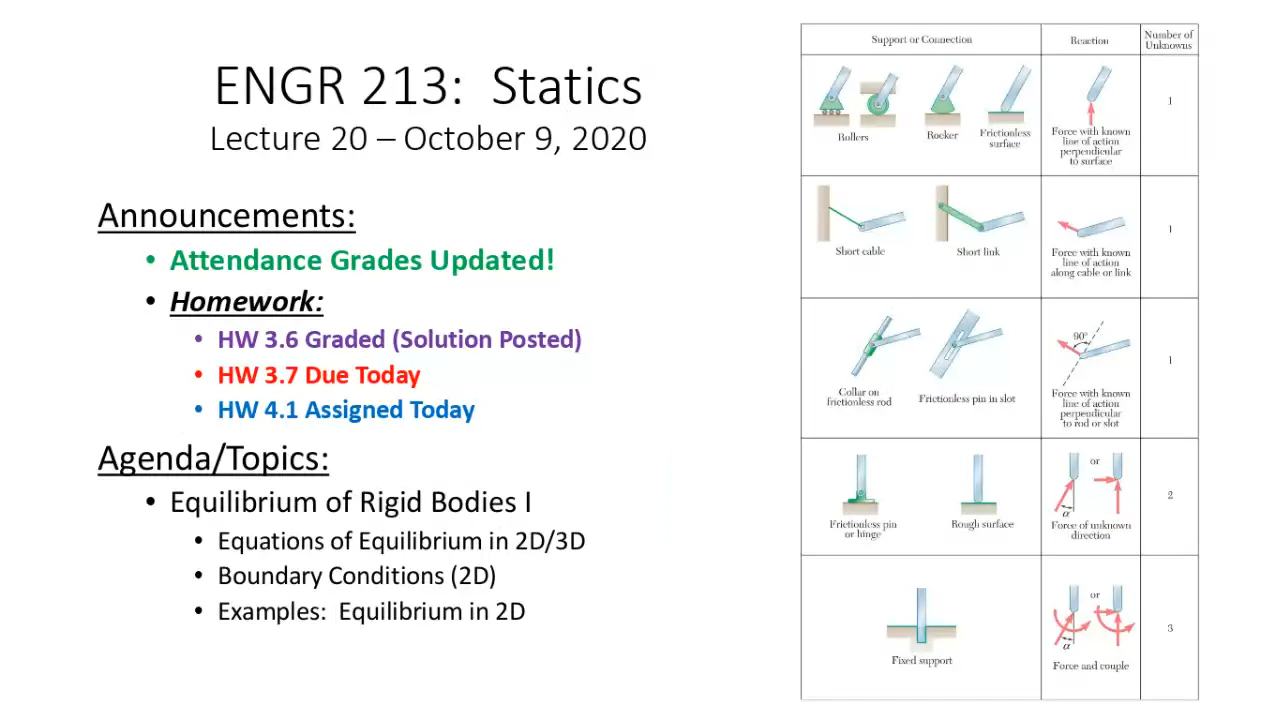 ENGR 213: Statics
Lecture 20 – October 9, 2020
Announcements:
• Attendance Grades Updated!
• Homework:
• HW 3.6 Graded (Solution Posted)
• HW 3.7 Due Today
• HW 4.1 Assigned Today
Agenda/Topics:
• Equilibrium of Rigid Bodies I
• Equations of Equilibrium in 2D/3D
• Boundary Conditions (2D)
• Examples: Equilibrium in 2D
Support or Connection
Reaction
Number of
Unknowns
Rollers
Rocker
Frictionless
surface
Force with known
line of action
perpendicular
to surface
1
Short cable
Short link
Force with known
line of action
along cable or link
1
Collar on
frictionless rod
Frictionless pin in slot
90°
Force with known
line of action
perpendicular
to rod or slot
1
Frictionless pin
or hinge
Rough surface
or
α
Force of unknown
direction
2
Fixed support
or
α
Force and couple
3